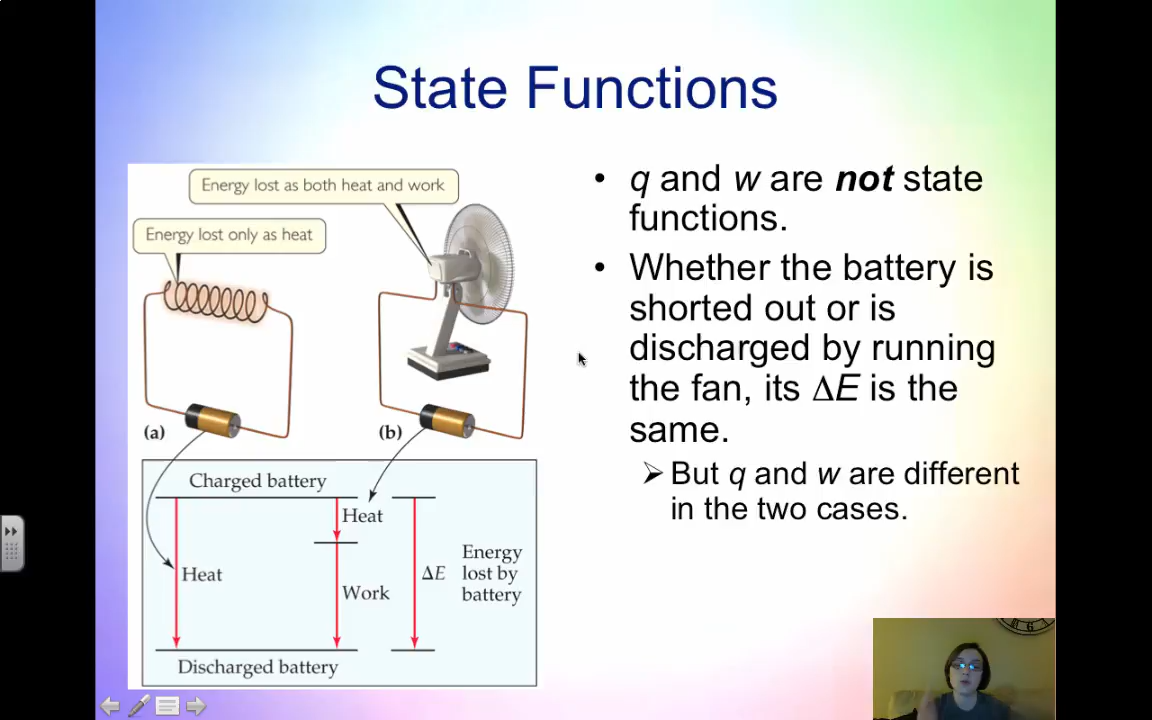 State Functions
Energy lost as both heat and work
Energy lost only as heat
(a)
(b)
Charged battery
Heat
Heat
Work
ΔE
Energy
lost by
battery
Discharged battery
• q and w are not state
functions.
• Whether the battery is
shorted out or is
discharged by running
the fan, its ΔE is the
same.
➢ But q and w are different
in the two cases.